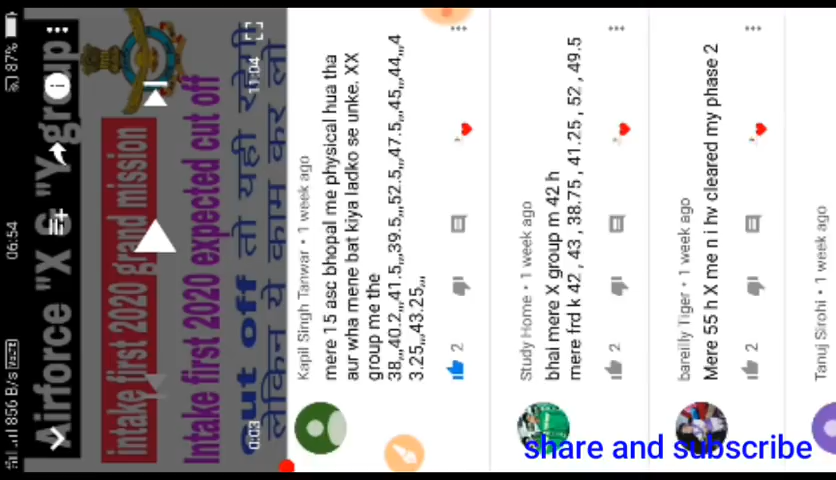 856 B/s VoLTE 06:54 87%
Airforce "X & "Y group
intake first 2020 grand mission
Intake first 2020 expected cut off
cut off तो यही रहेगी
लेकिन ये काम कर लो
0:03 11:04
Kapil Singh Tanwar • 1 week ago
mere 15 asc bhopal me physical hua tha
aur wha mene bat kiya ladko se unke. XX
group me the
38,,,,40.2,,,,41.5,,,,39.5,,,,52.5,,,,47.5,,,45,,,,44,,,,4
3.25,,,,43.25,,,,
2
Study Home • 1 week ago
bhal mere X group m 42 h
mere frd k 42 , 43 , 38.75 , 41.25 , 52 , 49.5
2
bareilly Tiger • 1 week ago
Mere 55 h X me n i hv cleared my phase 2
2
Tanuj Sirohi • 1 week ago
share and subscribe